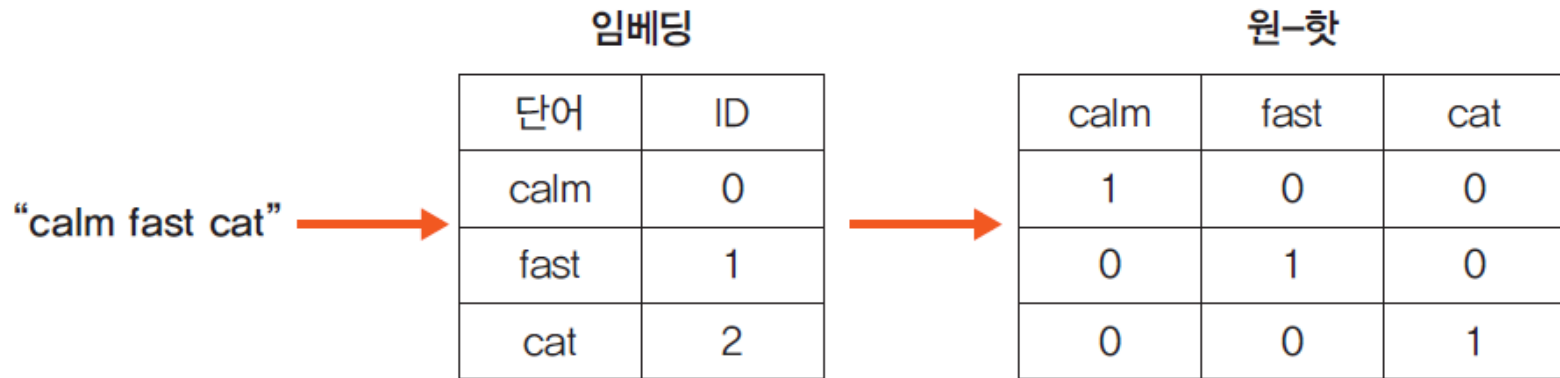 임베딩 원-핫
단어 ID calm fast cat
calm 0 1 0 0
“calm fast cat”
fast 1 0 1 0
cat 2 0 0 1